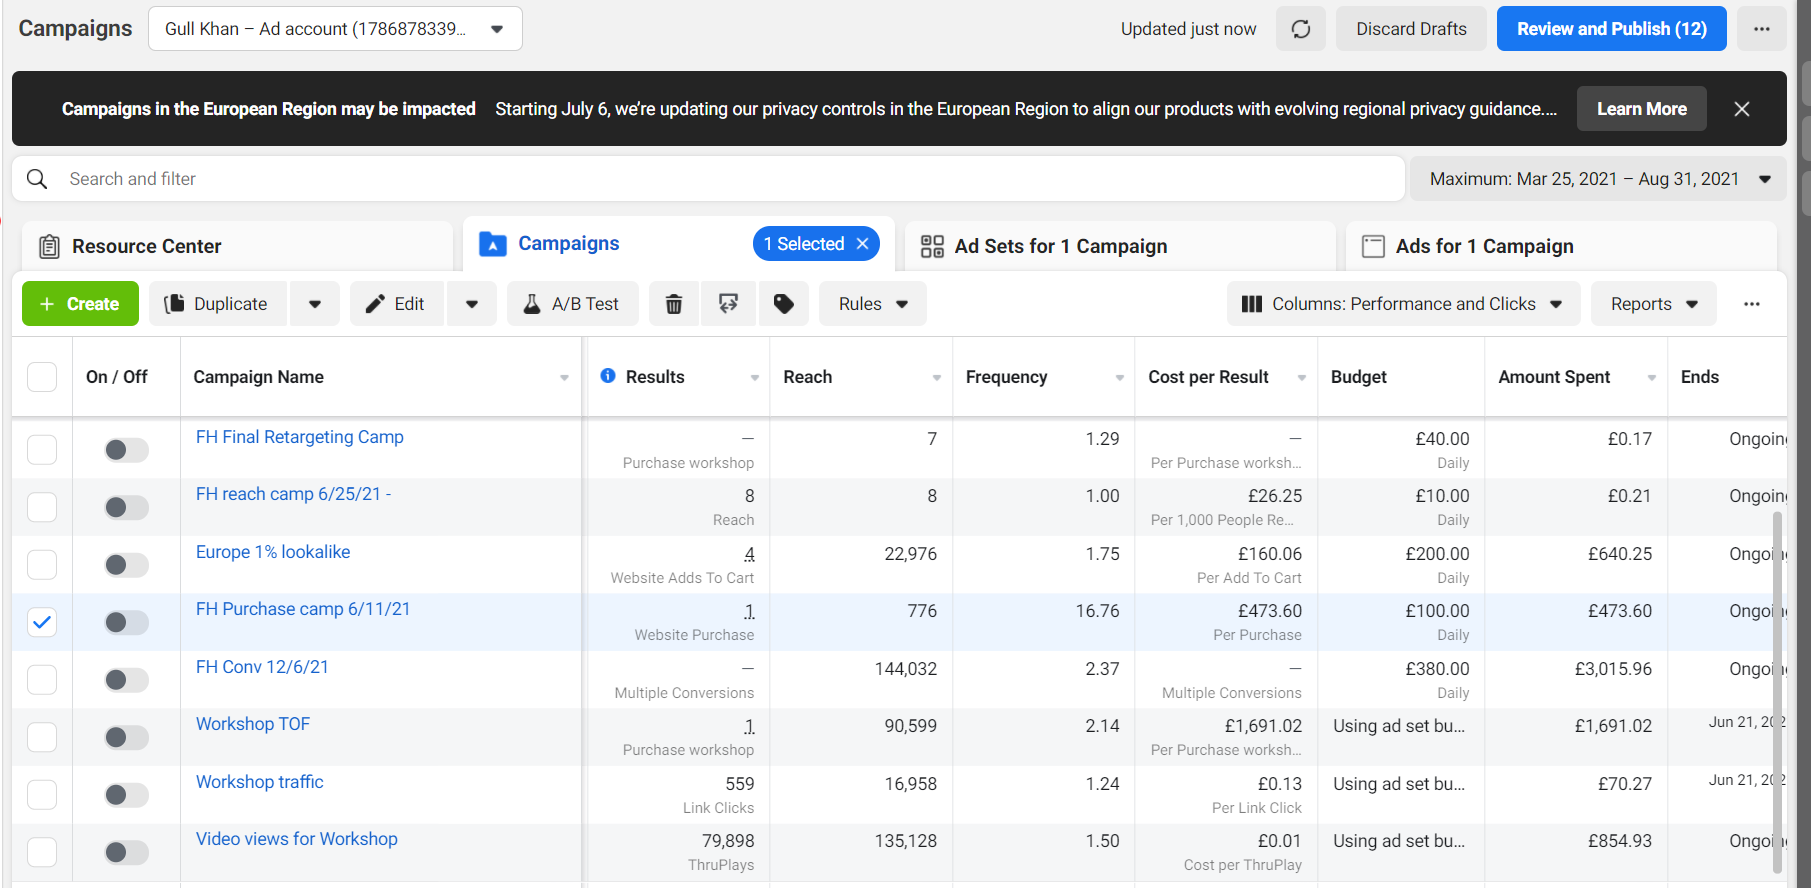 Campaigns
Gull Khan – Ad account (1786878339...
Updated just now
Discard Drafts
Review and Publish (12)
Campaigns in the European Region may be impacted Starting July 6, we're updating our privacy controls in the European Region to align our products with evolving regional privacy guidance....
Learn More
Search and filter
Maximum: Mar 25, 2021 – Aug 31, 2021
Resource Center
Campaigns
1 Selected
Ad Sets for 1 Campaign
Ads for 1 Campaign
+ Create
Duplicate
Edit
A/B Test
Rules
Columns: Performance and Clicks
Reports
On / Off Campaign Name Results Reach Frequency Cost per Result Budget Amount Spent Ends
FH Final Retargeting Camp — 7 1.29 — £40.00 £0.17 Ongoing
Purchase workshop Per Purchase worksh... Daily
FH reach camp 6/25/21 - 8 8 1.00 £26.25 £10.00 £0.21 Ongoing
Reach Per 1,000 People Re... Daily
Europe 1% lookalike 4 22,976 1.75 £160.06 £200.00 £640.25 Ongoing
Website Adds To Cart Per Add To Cart Daily
FH Purchase camp 6/11/21 1 776 16.76 £473.60 £100.00 £473.60 Ongoing
Website Purchase Per Purchase Daily
FH Conv 12/6/21 — 144,032 2.37 — £380.00 £3,015.96 Ongoing
Multiple Conversions Multiple Conversions Daily
Workshop TOF 1 90,599 2.14 £1,691.02 Using ad set bu... £1,691.02 Jun 21, 202
Purchase workshop Per Purchase worksh...
Workshop traffic 559 16,958 1.24 £0.13 Using ad set bu... £70.27 Jun 21, 202
Link Clicks Per Link Click
Video views for Workshop 79,898 135,128 1.50 £0.01 Using ad set bu... £854.93 Ongoing
ThruPlays Cost per ThruPlay